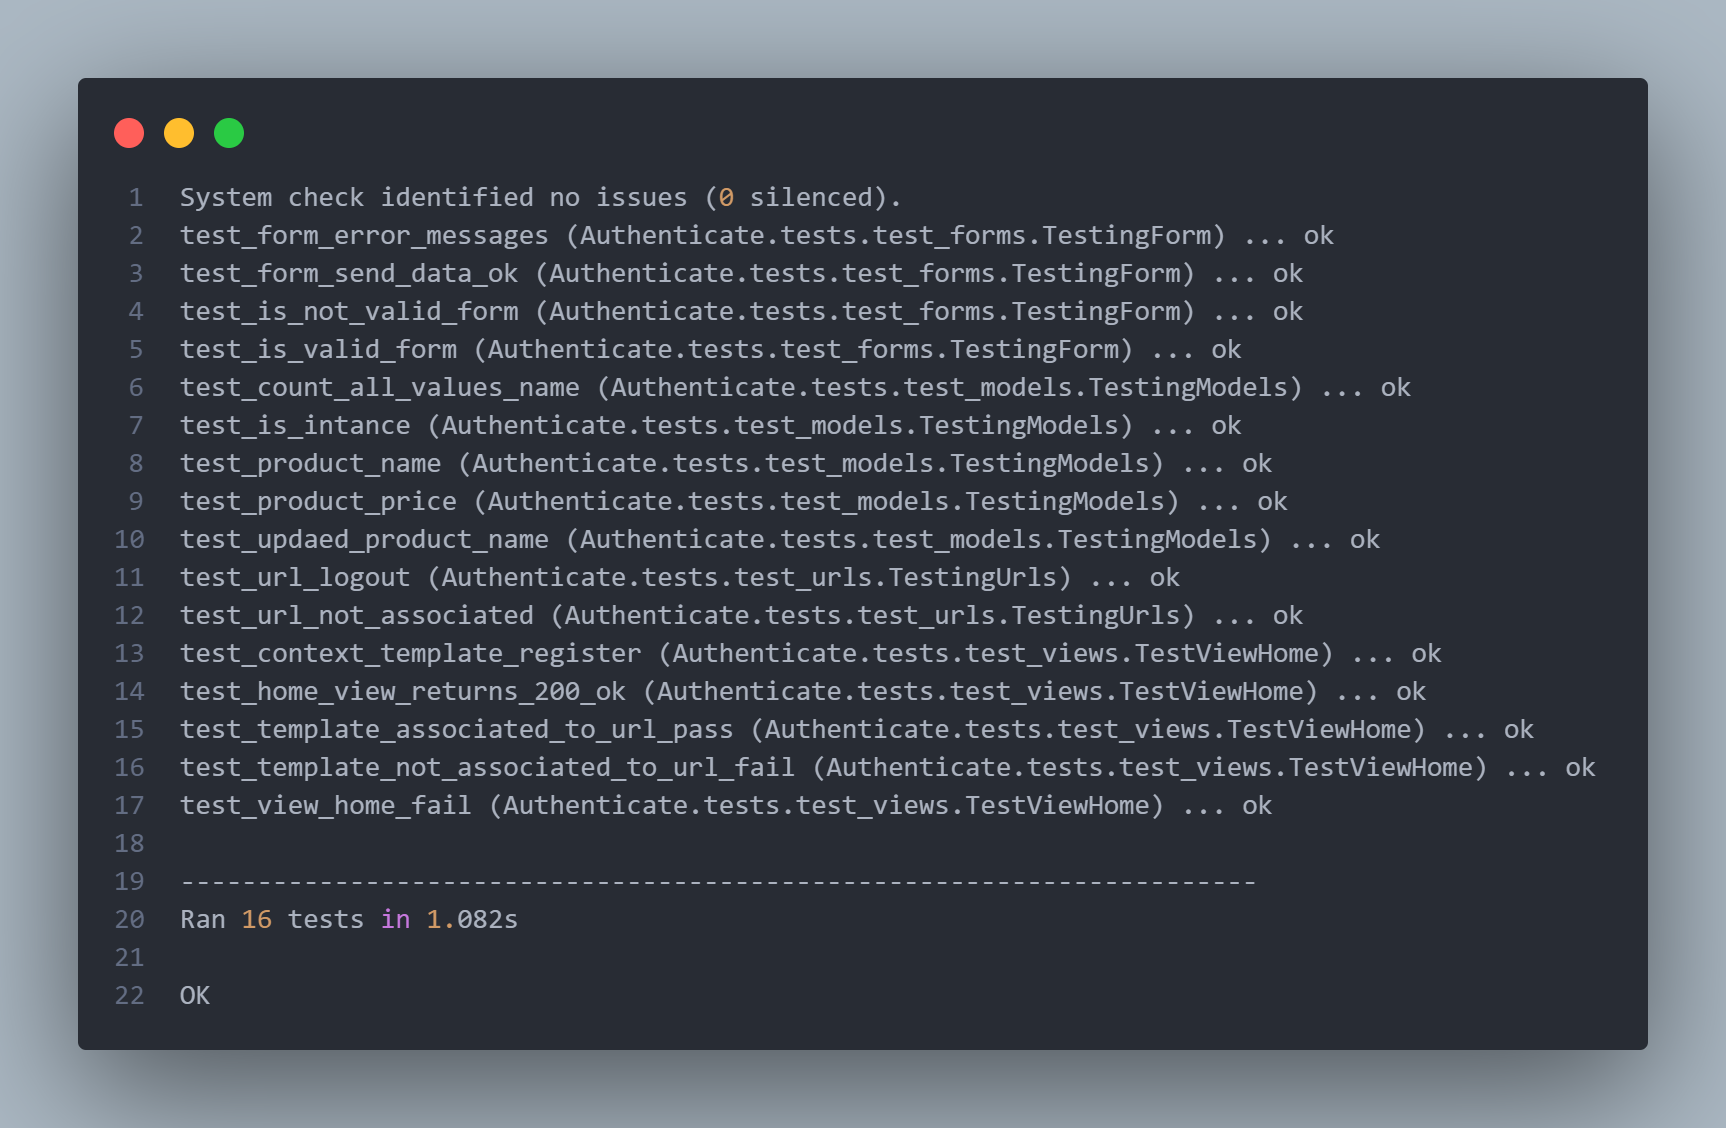 1 System check identified no issues (0 silenced).
2 test_form_error_messages (Authenticate.tests.test_forms.TestingForm) ... ok
3 test_form_send_data_ok (Authenticate.tests.test_forms.TestingForm) ... ok
4 test_is_not_valid_form (Authenticate.tests.test_forms.TestingForm) ... ok
5 test_is_valid_form (Authenticate.tests.test_forms.TestingForm) ... ok
6 test_count_all_values_name (Authenticate.tests.test_models.TestingModels) ... ok
7 test_is_intance (Authenticate.tests.test_models.TestingModels) ... ok
8 test_product_name (Authenticate.tests.test_models.TestingModels) ... ok
9 test_product_price (Authenticate.tests.test_models.TestingModels) ... ok
10 test_updaed_product_name (Authenticate.tests.test_models.TestingModels) ... ok
11 test_url_logout (Authenticate.tests.test_urls.TestingUrls) ... ok
12 test_url_not_associated (Authenticate.tests.test_urls.TestingUrls) ... ok
13 test_context_template_register (Authenticate.tests.test_views.TestViewHome) ... ok
14 test_home_view_returns_200_ok (Authenticate.tests.test_views.TestViewHome) ... ok
15 test_template_associated_to_url_pass (Authenticate.tests.test_views.TestViewHome) ... ok
16 test_template_not_associated_to_url_fail (Authenticate.tests.test_views.TestViewHome) ... ok
17 test_view_home_fail (Authenticate.tests.test_views.TestViewHome) ... ok
18
19 ----------------------------------------------------------------------
20 Ran 16 tests in 1.082s
21
22 OK